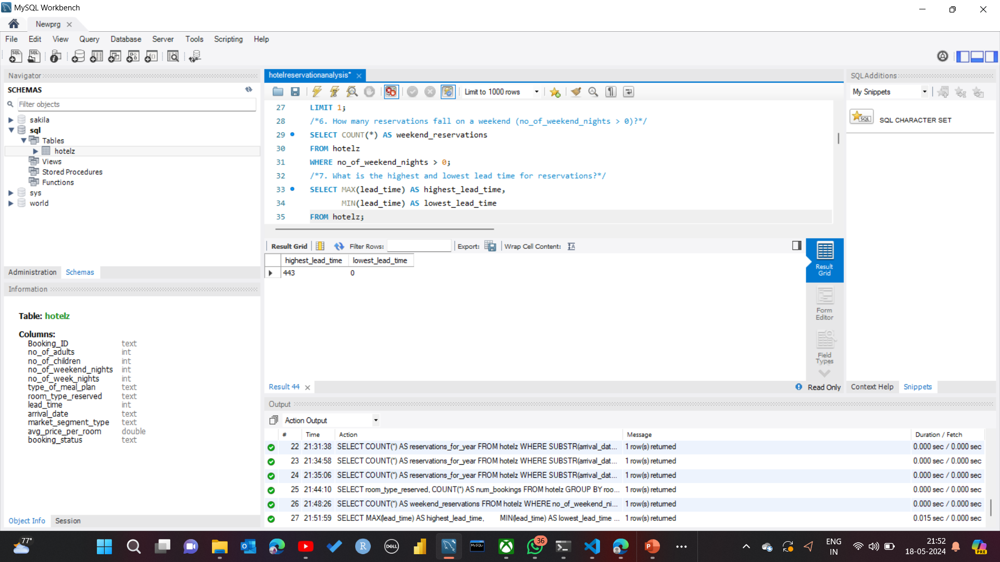 MySQL Workbench
Newprg
File Edit View Query Database Server Tools Scripting Help
Navigator
SCHEMAS
Filter objects
sakila
sql
Tables
hotelz
Views
Stored Procedures
Functions
sys
world
Administration Schemas
Information
Table: hotelz
Columns:
Booking_ID text
no_of_adults int
no_of_children int
no_of_weekend_nights int
no_of_week_nights int
type_of_meal_plan text
room_type_reserved text
lead_time int
arrival_date text
market_segment_type text
avg_price_per_room double
booking_status text
Object Info Session
hotelreservationanalysis*
Limit to 1000 rows
27 LIMIT 1;
28 /*6. How many reservations fall on a weekend (no_of_weekend_nights > 0)?*/
29 SELECT COUNT(*) AS weekend_reservations
30 FROM hotelz
31 WHERE no_of_weekend_nights > 0;
32 /*7. What is the highest and lowest lead time for reservations?*/
33 SELECT MAX(lead_time) AS highest_lead_time,
34 MIN(lead_time) AS lowest_lead_time
35 FROM hotelz;
Result Grid Filter Rows: Export: Wrap Cell Content:
highest_lead_time lowest_lead_time
443 0
Result
Grid
Form
Editor
Field
Types
Result 44 Read Only
SQLAdditions
My Snippets
SQL SQL CHARACTER SET
Context Help Snippets
Output
Action Output
# Time Action Message Duration / Fetch
22 21:31:38 SELECT COUNT(*) AS reservations_for_year FROM hotelz WHERE SUBSTR(arrival_dat... 1 row(s) returned 0.000 sec / 0.000 sec
23 21:34:58 SELECT COUNT(*) AS reservations_for_year FROM hotelz WHERE SUBSTR(arrival_dat... 1 row(s) returned 0.000 sec / 0.000 sec
24 21:35:06 SELECT COUNT(*) AS reservations_for_year FROM hotelz WHERE SUBSTR(arrival_dat... 1 row(s) returned 0.000 sec / 0.000 sec
25 21:44:10 SELECT room_type_reserved, COUNT(*) AS num_bookings FROM hotelz GROUP BY roo... 1 row(s) returned 0.000 sec / 0.000 sec
26 21:48:26 SELECT COUNT(*) AS weekend_reservations FROM hotelz WHERE no_of_weekend_ni... 1 row(s) returned 0.000 sec / 0.000 sec
27 21:51:59 SELECT MAX(lead_time) AS highest_lead_time, MIN(lead_time) AS lowest_lead_time ... 1 row(s) returned 0.015 sec / 0.000 sec
77°
R
DELL
MySQL
36
P
ENG
IN
21:52
18-05-2024
PRE